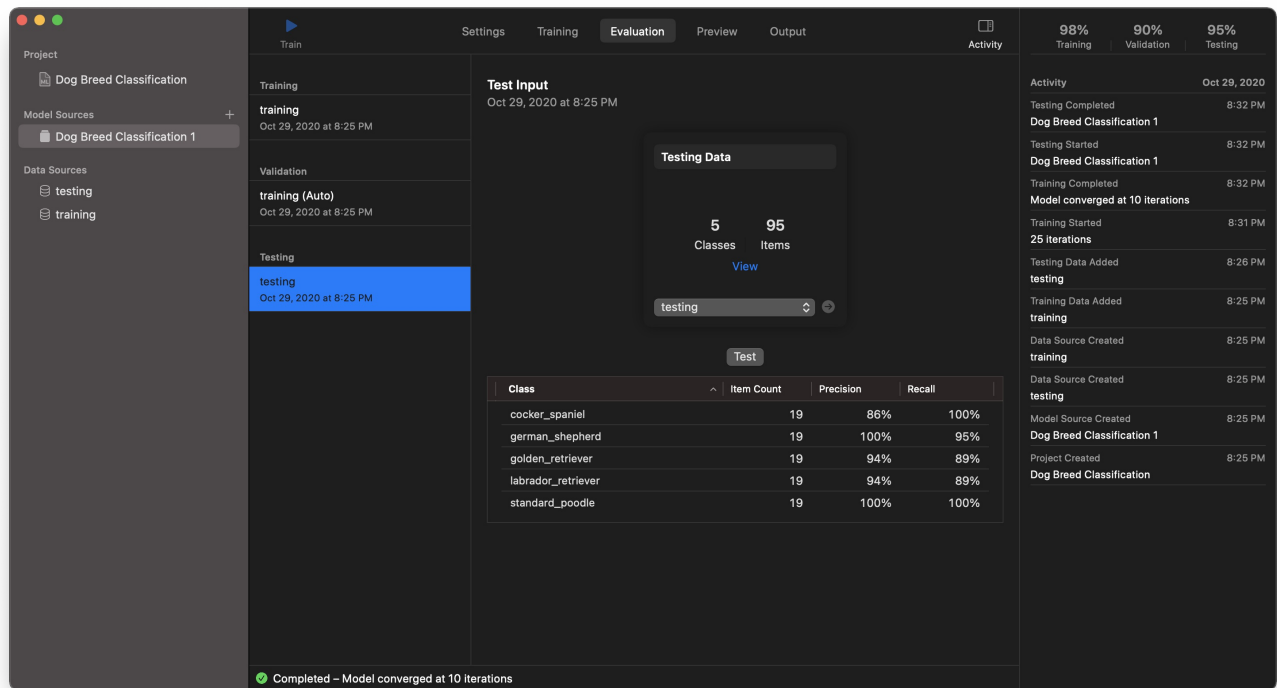 Project
Dog Breed Classification
Model Sources
Dog Breed Classification 1
Data Sources
testing
training
Train
Settings Training Evaluation Preview Output
Activity
Training
training
Oct 29, 2020 at 8:25 PM
Validation
training (Auto)
Oct 29, 2020 at 8:25 PM
Testing
testing
Oct 29, 2020 at 8:25 PM
Test Input
Oct 29, 2020 at 8:25 PM
Testing Data
5 95
Classes Items
View
testing
Test
Class Item Count Precision Recall
cocker_spaniel 19 86% 100%
german_shepherd 19 100% 95%
golden_retriever 19 94% 89%
labrador_retriever 19 94% 89%
standard_poodle 19 100% 100%
Completed – Model converged at 10 iterations
98% 90% 95%
Training Validation Testing
Activity Oct 29, 2020
Testing Completed 8:32 PM
Dog Breed Classification 1
Testing Started 8:32 PM
Dog Breed Classification 1
Training Completed 8:32 PM
Model converged at 10 iterations
Training Started 8:31 PM
25 iterations
Testing Data Added 8:26 PM
testing
Training Data Added 8:25 PM
training
Data Source Created 8:25 PM
training
Data Source Created 8:25 PM
testing
Model Source Created 8:25 PM
Dog Breed Classification 1
Project Created 8:25 PM
Dog Breed Classification